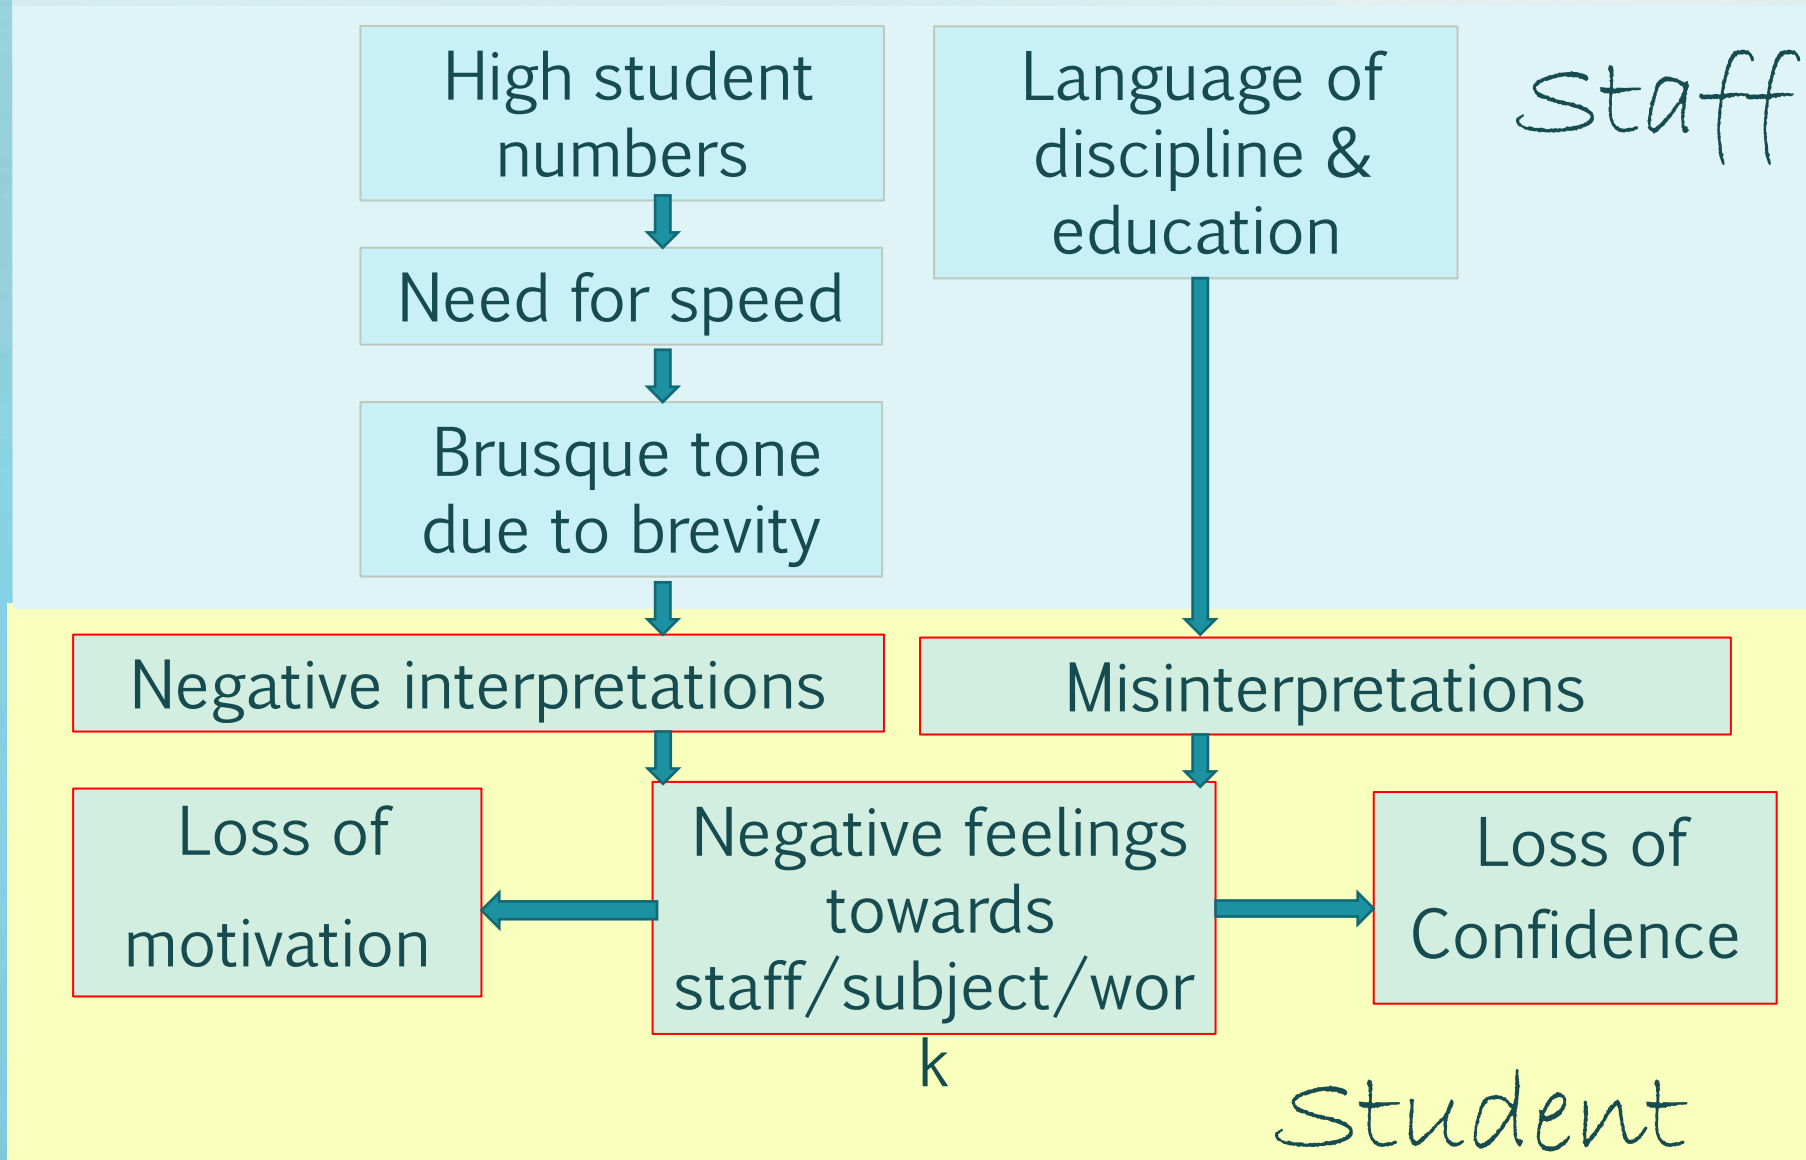 High student
numbers
Language of
discipline &
education
Staff
Need for speed
Brusque tone
due to brevity
Negative interpretations
Misinterpretations
Loss of
motivation
Negative feelings
towards
staff/subject/wor
k
Loss of
Confidence
Student